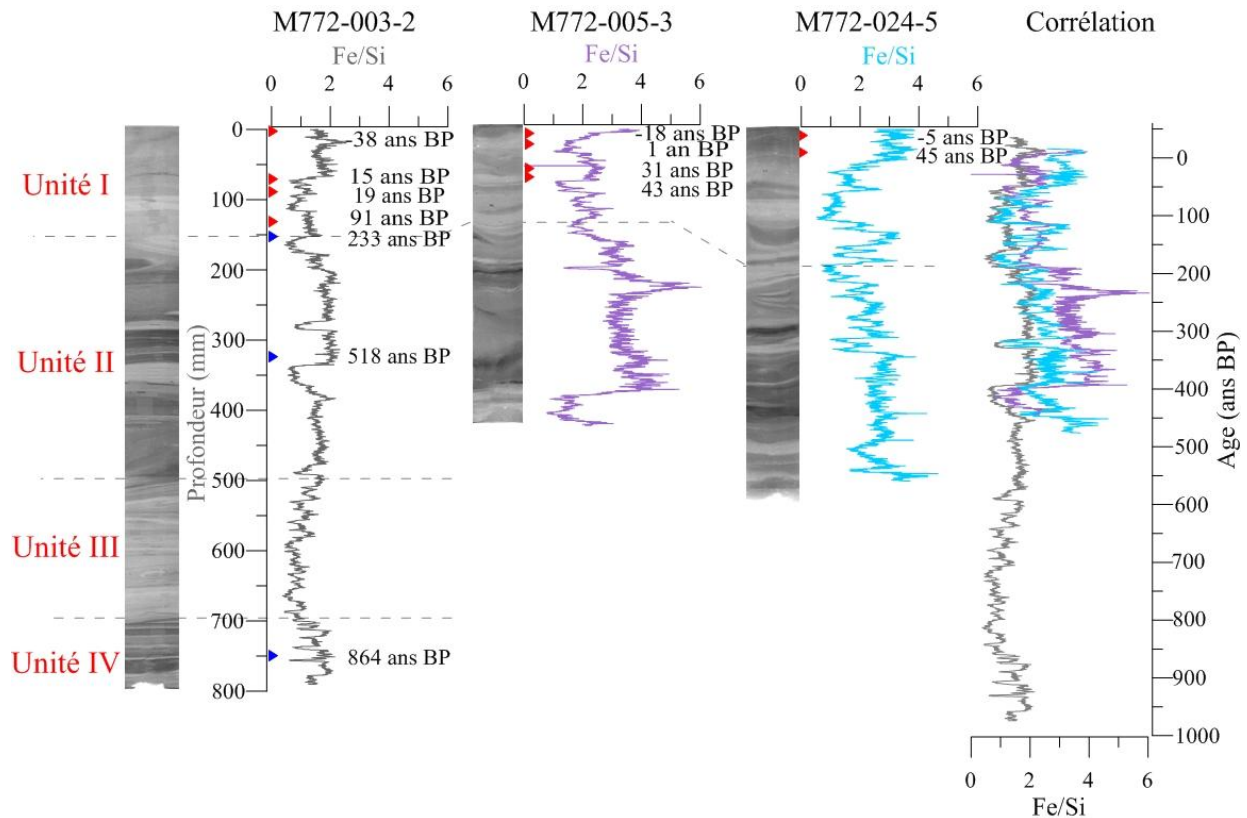 M772-003-2 M772-005-3 M772-024-5 Corrélation
Fe/Si Fe/Si Fe/Si
0 2 4 6 0 2 4 6 0 2 4 6
Unité I
Unité II
Unité III
Unité IV
Profondeur (mm)
0
100
200
300
400
500
600
700
800
-38 ans BP
15 ans BP
19 ans BP
91 ans BP
233 ans BP
518 ans BP
864 ans BP
-18 ans BP
1 an BP
31 ans BP
43 ans BP
-5 ans BP
45 ans BP
0
100
200
300
400
500
600
700
800
900
1000
Age (ans BP)
0 2 4 6
Fe/Si